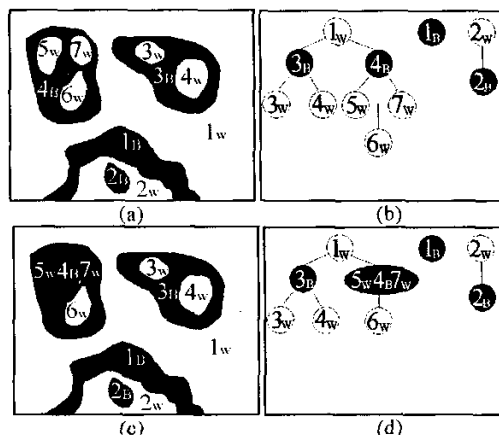 5w 7w
4B
6w
3w
3B 4w
1w
1B
2B 2w
(a)
1w 1B 2w
3B 4B 2B
3w 4w 5w 7w
6w
(b)
5w4B7w
6w
3w
3B 4w
1w
1B
2B 2w
(c)
1w 1B 2w
3B 5w4B7w 2B
3w 4w 6w
(d)